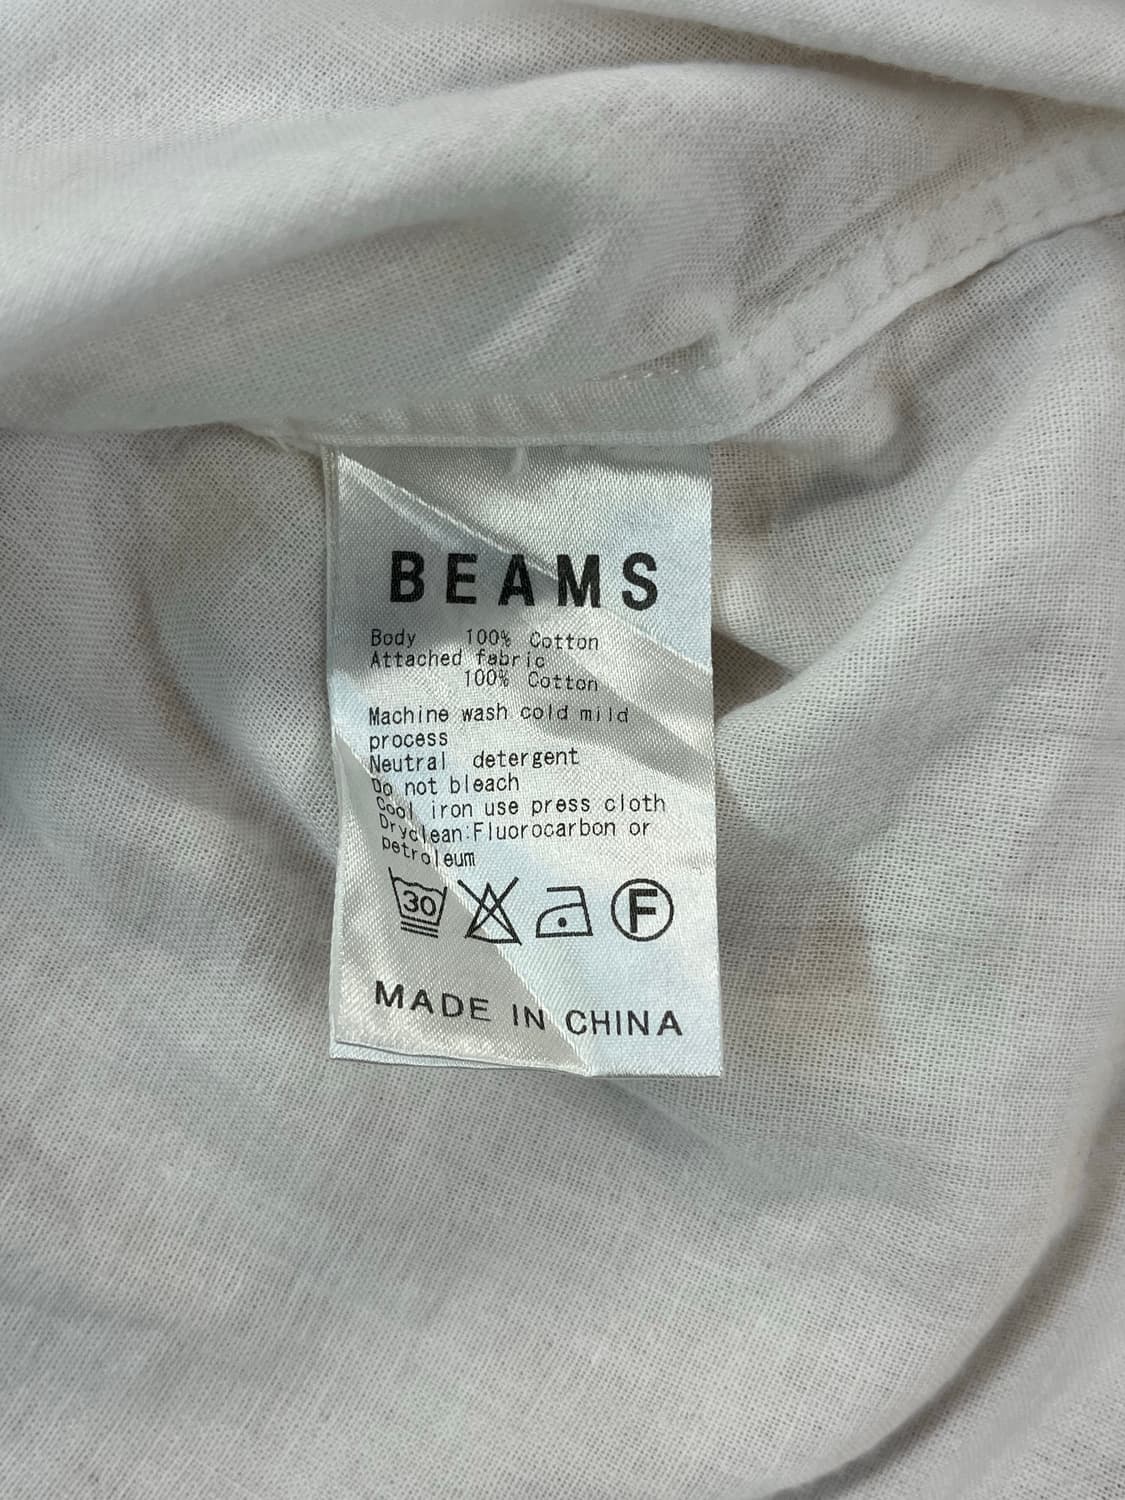 BEAMS
Body 100% Cotton
Attached fabric
100% Cotton
Machine wash cold mild
process
Neutral detergent
Do not bleach
Cool iron use press cloth
Dryclean:Fluorocarbon or
petroleum
30
F
MADE IN CHINA